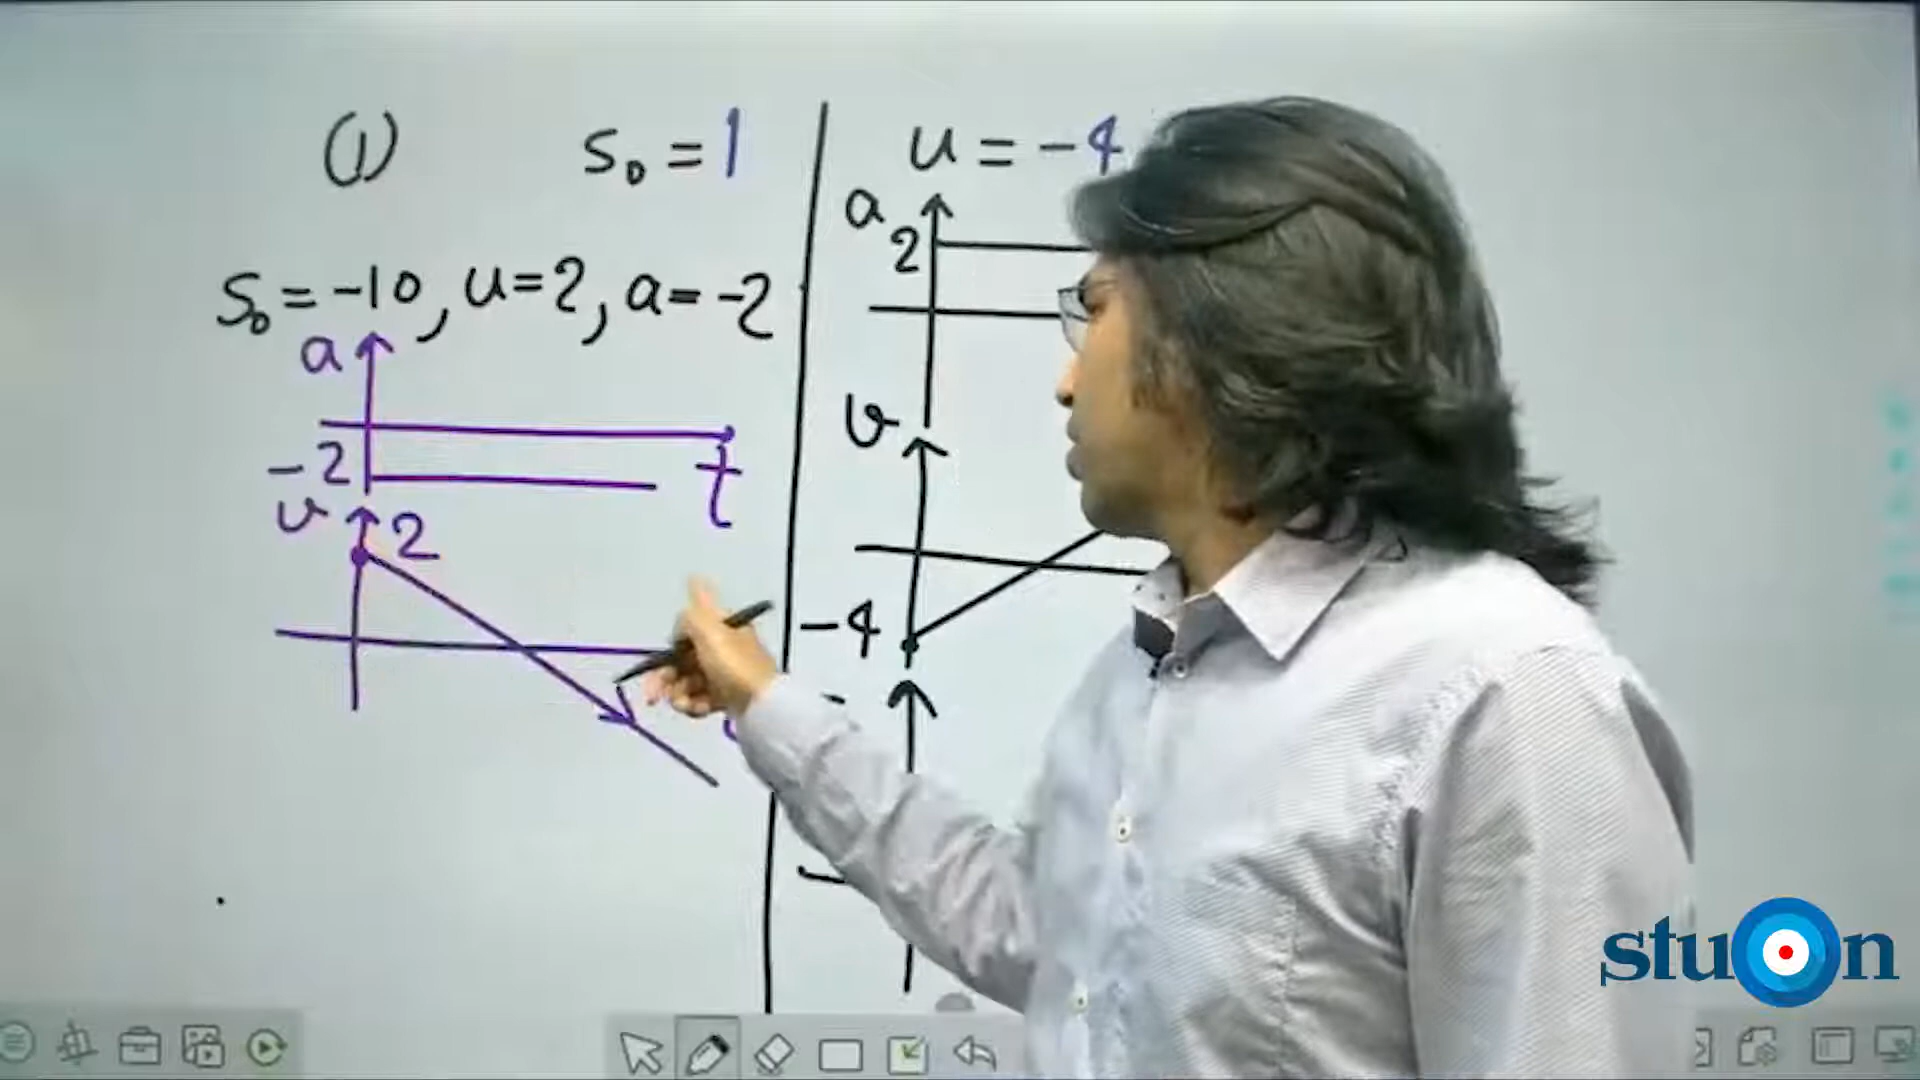 (1) s₀ = 1
s₀ = -10, u=2, a= -2
a
-2
t
v
2
u = -4
a
2
v
-4
stuOn